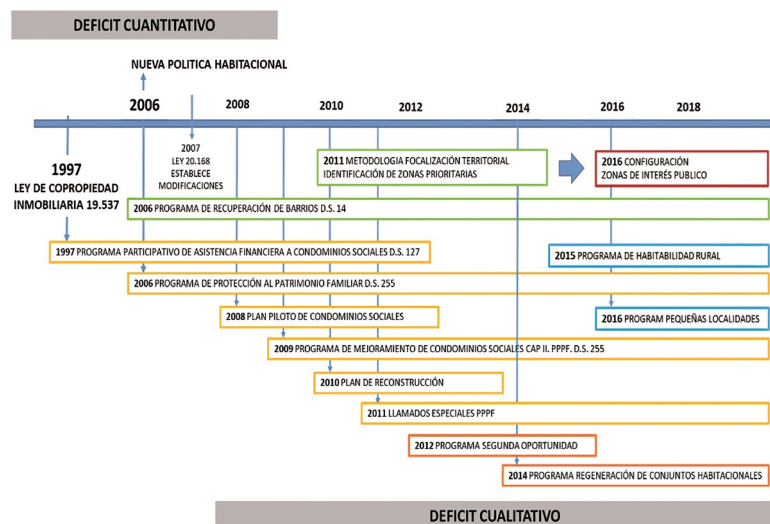 DEFICIT CUANTITATIVO
NUEVA POLITICA HABITACIONAL
2006
2008
2010
2012
2014
2016
2018
1997
LEY DE COPROPIEDAD
INMOBILIARIA 19.537
2007
LEY 20.168
ESTABLECE
MODIFICACIONES
2011 METODOLOGIA FOCALIZACIÓN TERRITORIAL
IDENTIFICACIÓN DE ZONAS PRIORITARIAS
2016 CONFIGURACIÓN
ZONAS DE INTERÉS PUBLICO
2006 PROGRAMA DE RECUPERACIÓN DE BARRIOS D.S. 14
1997 PROGRAMA PARTICIPATIVO DE ASISTENCIA FINANCIERA A CONDOMINIOS SOCIALES D.S. 127
2015 PROGRAMA DE HABITABILIDAD RURAL
2006 PROGRAMA DE PROTECCIÓN AL PATRIMONIO FAMILIAR D.S. 255
2008 PLAN PILOTO DE CONDOMINIOS SOCIALES
2016 PROGRAM PEQUEÑAS LOCALIDADES
2009 PROGRAMA DE MEJORAMIENTO DE CONDOMINIOS SOCIALES CAP II. PPPF. D.S. 255
2010 PLAN DE RECONSTRUCCIÓN
2011 LLAMADOS ESPECIALES PPPF
2012 PROGRAMA SEGUNDA OPORTUNIDAD
2014 PROGRAMA REGENERACIÓN DE CONJUNTOS HABITACIONALES
DEFICIT CUALITATIVO